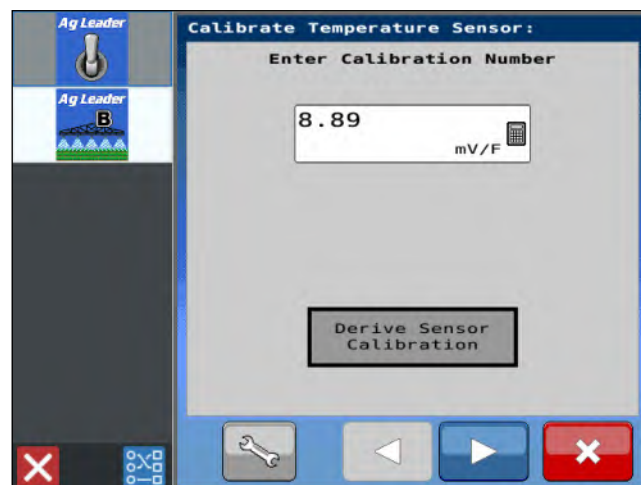 Ag Leader
Ag Leader
B
Calibrate Temperature Sensor:
Enter Calibration Number
8.89
mV/F
Derive Sensor
Calibration